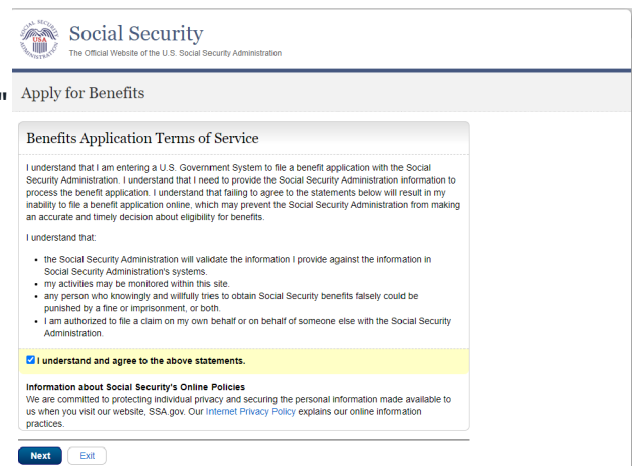 Social Security
The Official Website of the U.S. Social Security Administration
SOCIAL SECURITY
USA
ADMINISTRATION
"
Apply for Benefits
Benefits Application Terms of Service
I understand that I am entering a U.S. Government System to file a benefit application with the Social
Security Administration. I understand that I need to provide the Social Security Administration information to
process the benefit application. I understand that failing to agree to the statements below will result in my
inability to file a benefit application online, which may prevent the Social Security Administration from making
an accurate and timely decision about eligibility for benefits.
I understand that:
• the Social Security Administration will validate the information I provide against the information in
Social Security Administration's systems.
• my activities may be monitored within this site.
• any person who knowingly and willfully tries to obtain Social Security benefits falsely could be
punished by a fine or imprisonment, or both.
• I am authorized to file a claim on my own behalf or on behalf of someone else with the Social Security
Administration.
I understand and agree to the above statements.
Information about Social Security's Online Policies
We are committed to protecting individual privacy and securing the personal information made available to
us when you visit our website, SSA.gov. Our Internet Privacy Policy explains our online information
practices.
Next Exit